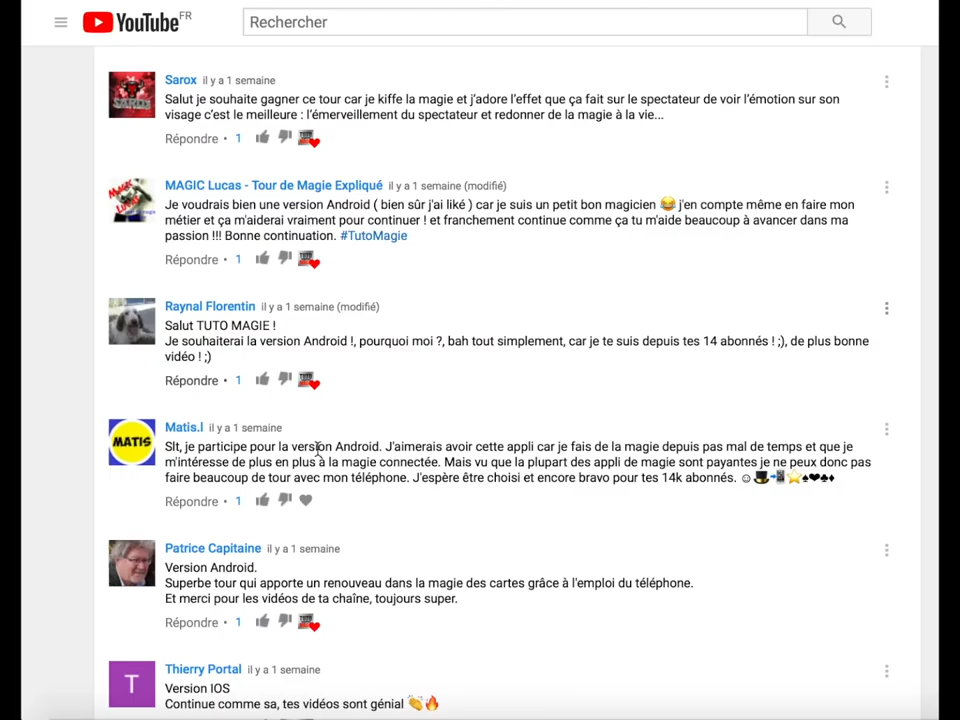 YouTube FR
Rechercher
Sarox il y a 1 semaine
Salut je souhaite gagner ce tour car je kiffe la magie et j'adore l'effet que ça fait sur le spectateur de voir l'émotion sur son
visage c'est le meilleure : l'émerveillement du spectateur et redonner de la magie à la vie...
Répondre • 1
MAGIC Lucas - Tour de Magie Expliqué il y a 1 semaine (modifié)
Je voudrais bien une version Android ( bien sûr j'ai liké ) car je suis un petit bon magicien 😂 j'en compte même en faire mon
métier et ça m'aiderai vraiment pour continuer ! et franchement continue comme ça tu m'aide beaucoup à avancer dans ma
passion !!! Bonne continuation. #TutoMagie
Répondre • 1
Raynal Florentin il y a 1 semaine (modifié)
Salut TUTO MAGIE !
Je souhaiterai la version Android !, pourquoi moi ?, bah tout simplement, car je te suis depuis tes 14 abonnés ! ;), de plus bonne
vidéo ! ;)
Répondre • 1
MATIS
Matis.l il y a 1 semaine
Slt, je participe pour la version Android. J'aimerais avoir cette appli car je fais de la magie depuis pas mal de temps et que je
m'intéresse de plus en plus à la magie connectée. Mais vu que la plupart des appli de magie sont payantes je ne peux donc pas
faire beaucoup de tour avec mon téléphone. J'espère être choisi et encore bravo pour tes 14k abonnés. ☺🎩📲⭐♠❤♣♦
Répondre • 1
Patrice Capitaine il y a 1 semaine
Version Android.
Superbe tour qui apporte un renouveau dans la magie des cartes grâce à l'emploi du téléphone.
Et merci pour les vidéos de ta chaîne, toujours super.
Répondre • 1
T
Thierry Portal il y a 1 semaine
Version IOS
Continue comme sa, tes vidéos sont génial 👏🔥